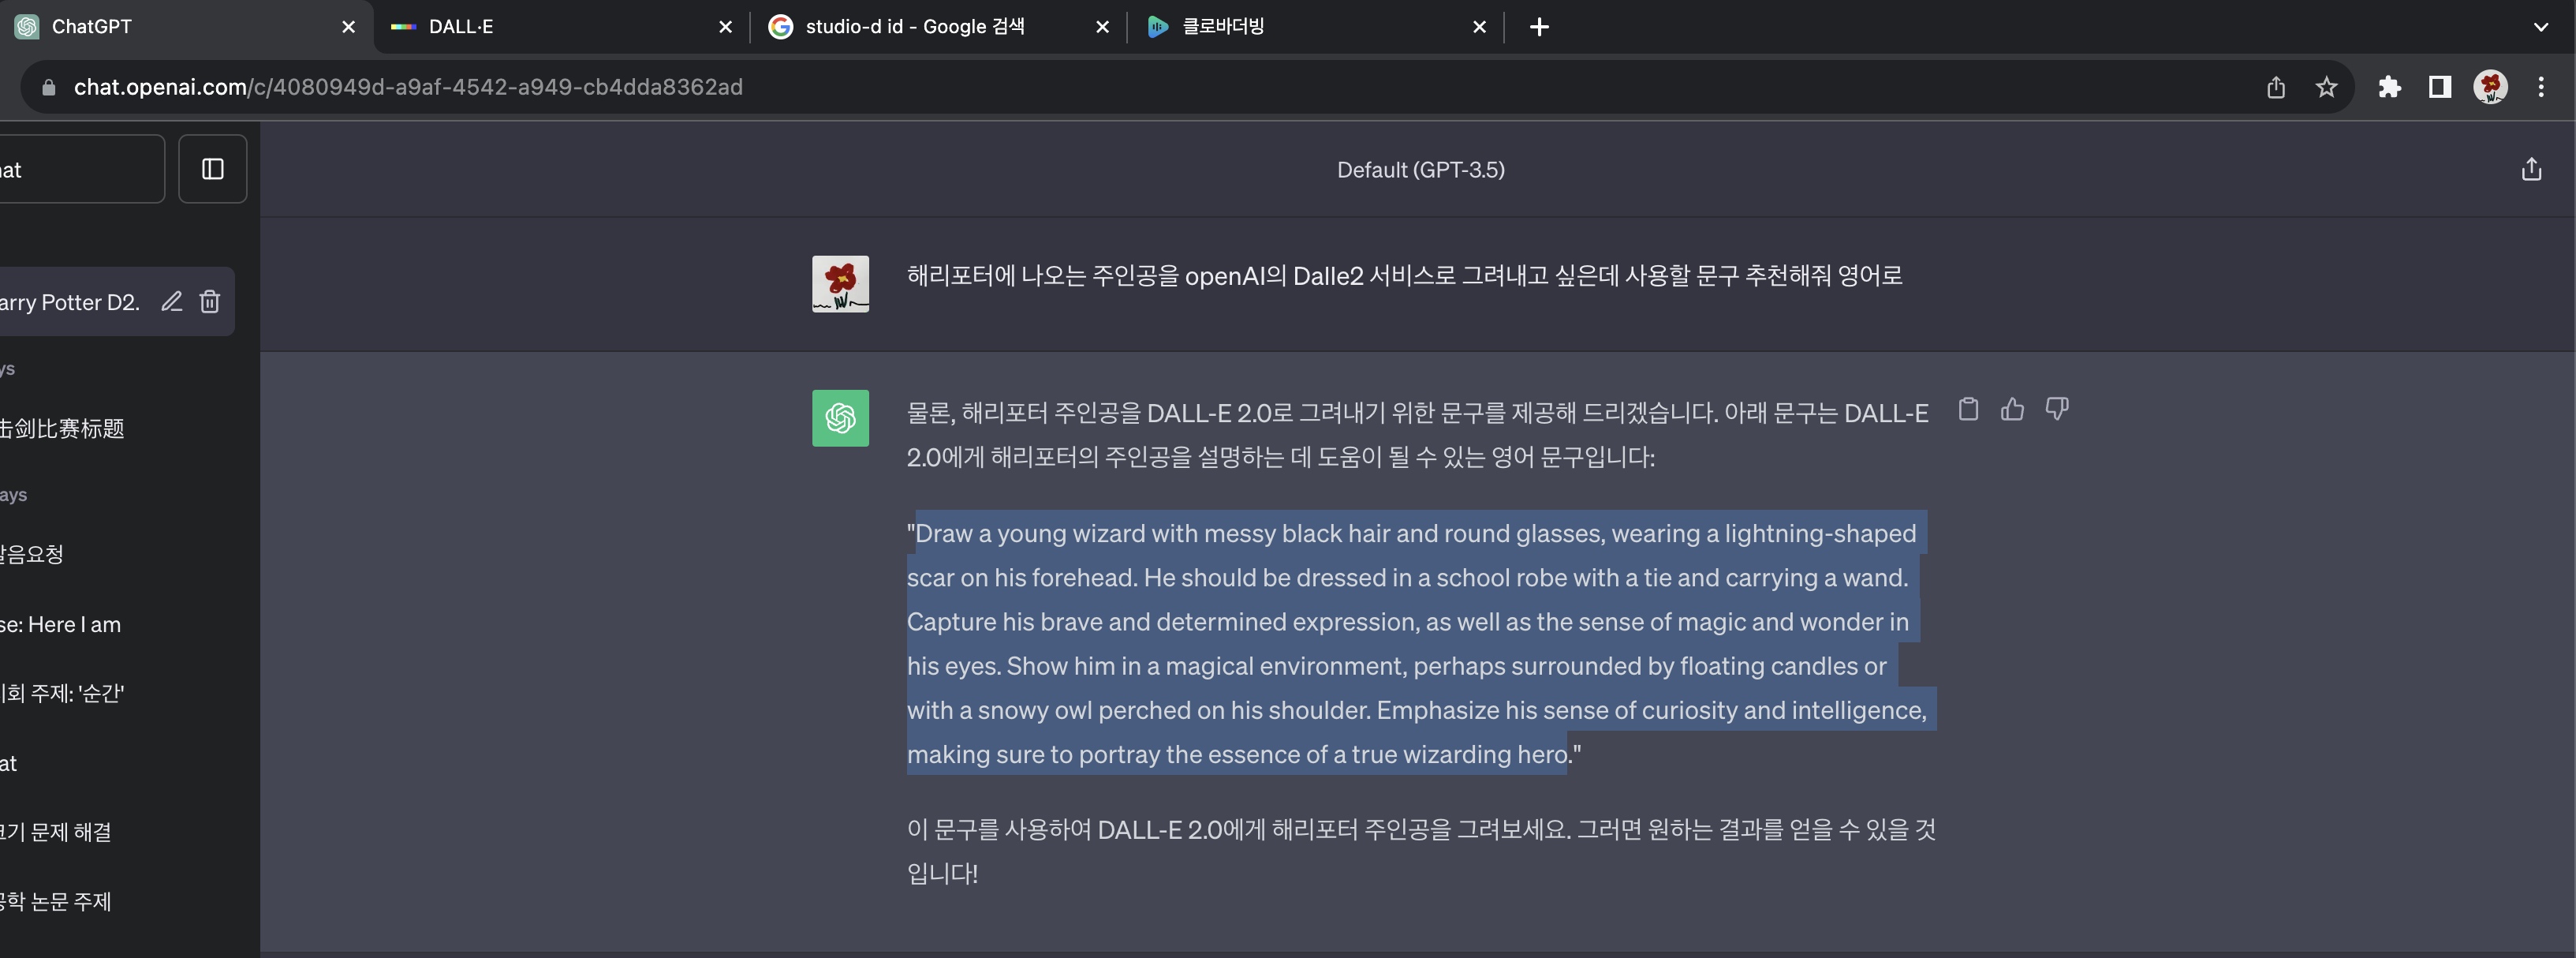 ChatGPT
DALL·E
studio-d id - Google 검색
클로바더빙
chat.openai.com/c/4080949d-a9af-4542-a949-cb4dda8362ad
Default (GPT-3.5)
arry Potter D2.
ys
击剑比赛标题
ays
se: Here I am
회 주제: '순간'
at
기 문제 해결
학 논문 주제
해리포터에 나오는 주인공을 openAI의 Dalle2 서비스로 그려내고 싶은데 사용할 문구 추천해줘 영어로
물론, 해리포터 주인공을 DALL-E 2.0로 그려내기 위한 문구를 제공해 드리겠습니다. 아래 문구는 DALL-E
2.0에게 해리포터의 주인공을 설명하는 데 도움이 될 수 있는 영어 문구입니다:
"Draw a young wizard with messy black hair and round glasses, wearing a lightning-shaped
scar on his forehead. He should be dressed in a school robe with a tie and carrying a wand.
Capture his brave and determined expression, as well as the sense of magic and wonder in
his eyes. Show him in a magical environment, perhaps surrounded by floating candles or
with a snowy owl perched on his shoulder. Emphasize his sense of curiosity and intelligence,
making sure to portray the essence of a true wizarding hero."
이 문구를 사용하여 DALL-E 2.0에게 해리포터 주인공을 그려보세요. 그러면 원하는 결과를 얻을 수 있을 것
입니다!